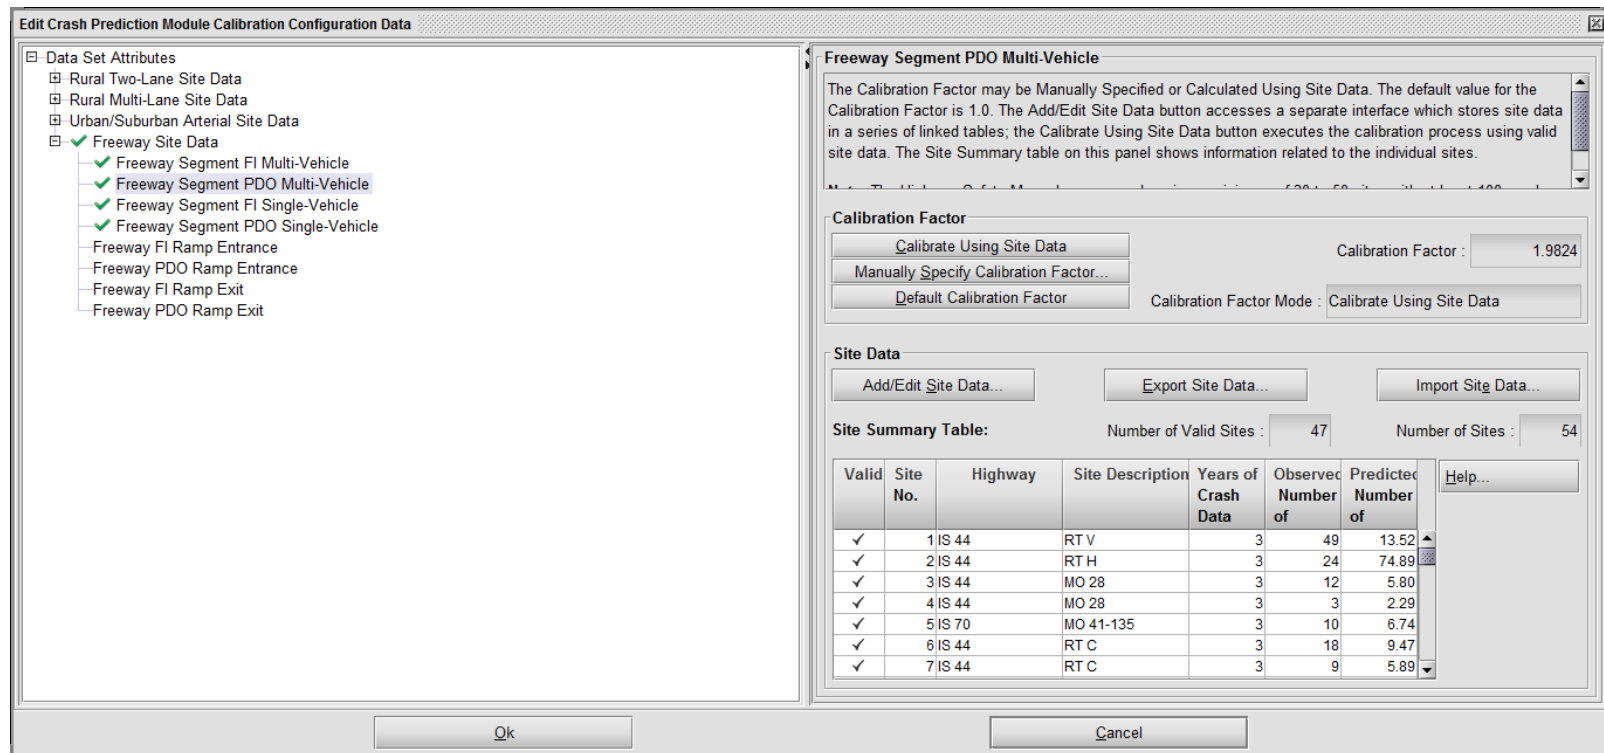 Edit Crash Prediction Module Calibration Configuration Data
Data Set Attributes
Rural Two-Lane Site Data
Rural Multi-Lane Site Data
Urban/Suburban Arterial Site Data
Freeway Site Data
Freeway Segment FI Multi-Vehicle
Freeway Segment PDO Multi-Vehicle
Freeway Segment FI Single-Vehicle
Freeway Segment PDO Single-Vehicle
Freeway FI Ramp Entrance
Freeway PDO Ramp Entrance
Freeway FI Ramp Exit
Freeway PDO Ramp Exit
Freeway Segment PDO Multi-Vehicle
The Calibration Factor may be Manually Specified or Calculated Using Site Data. The default value for the
Calibration Factor is 1.0. The Add/Edit Site Data button accesses a separate interface which stores site data
in a series of linked tables; the Calibrate Using Site Data button executes the calibration process using valid
site data. The Site Summary table on this panel shows information related to the individual sites.
Calibration Factor
Calibrate Using Site Data
Calibration Factor : 1.9824
Manually Specify Calibration Factor...
Default Calibration Factor
Calibration Factor Mode : Calibrate Using Site Data
Site Data
Add/Edit Site Data... Export Site Data... Import Site Data...
Site Summary Table: Number of Valid Sites : 47 Number of Sites : 54
Valid Site Highway Site Description Years of Observed Predicted
No. Crash Number Number
Data of of
Help...
✓ 1 IS 44 RT V 3 49 13.52
✓ 2 IS 44 RT H 3 24 74.89
✓ 3 IS 44 MO 28 3 12 5.80
✓ 4 IS 44 MO 28 3 3 2.29
✓ 5 IS 70 MO 41-135 3 10 6.74
✓ 6 IS 44 RT C 3 18 9.47
✓ 7 IS 44 RT C 3 9 5.89
Ok Cancel